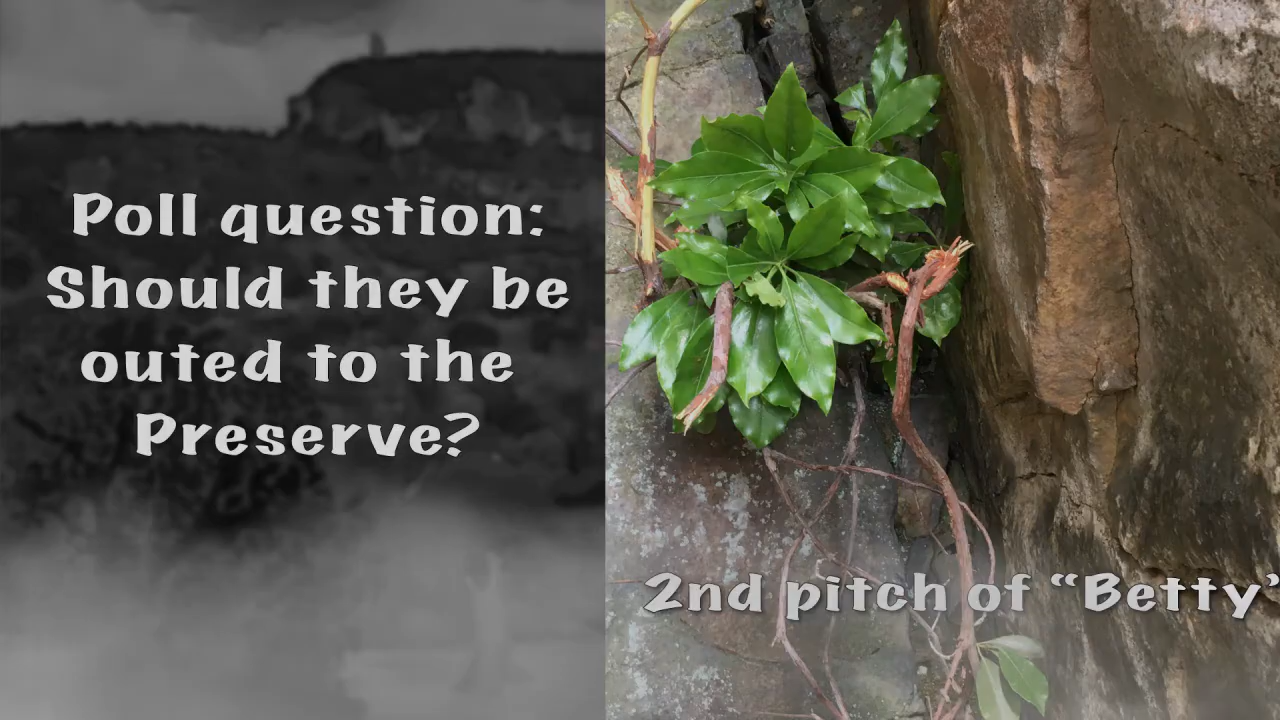 Poll question:
Should they be
outed to the
Preserve?
2nd pitch of “Betty’